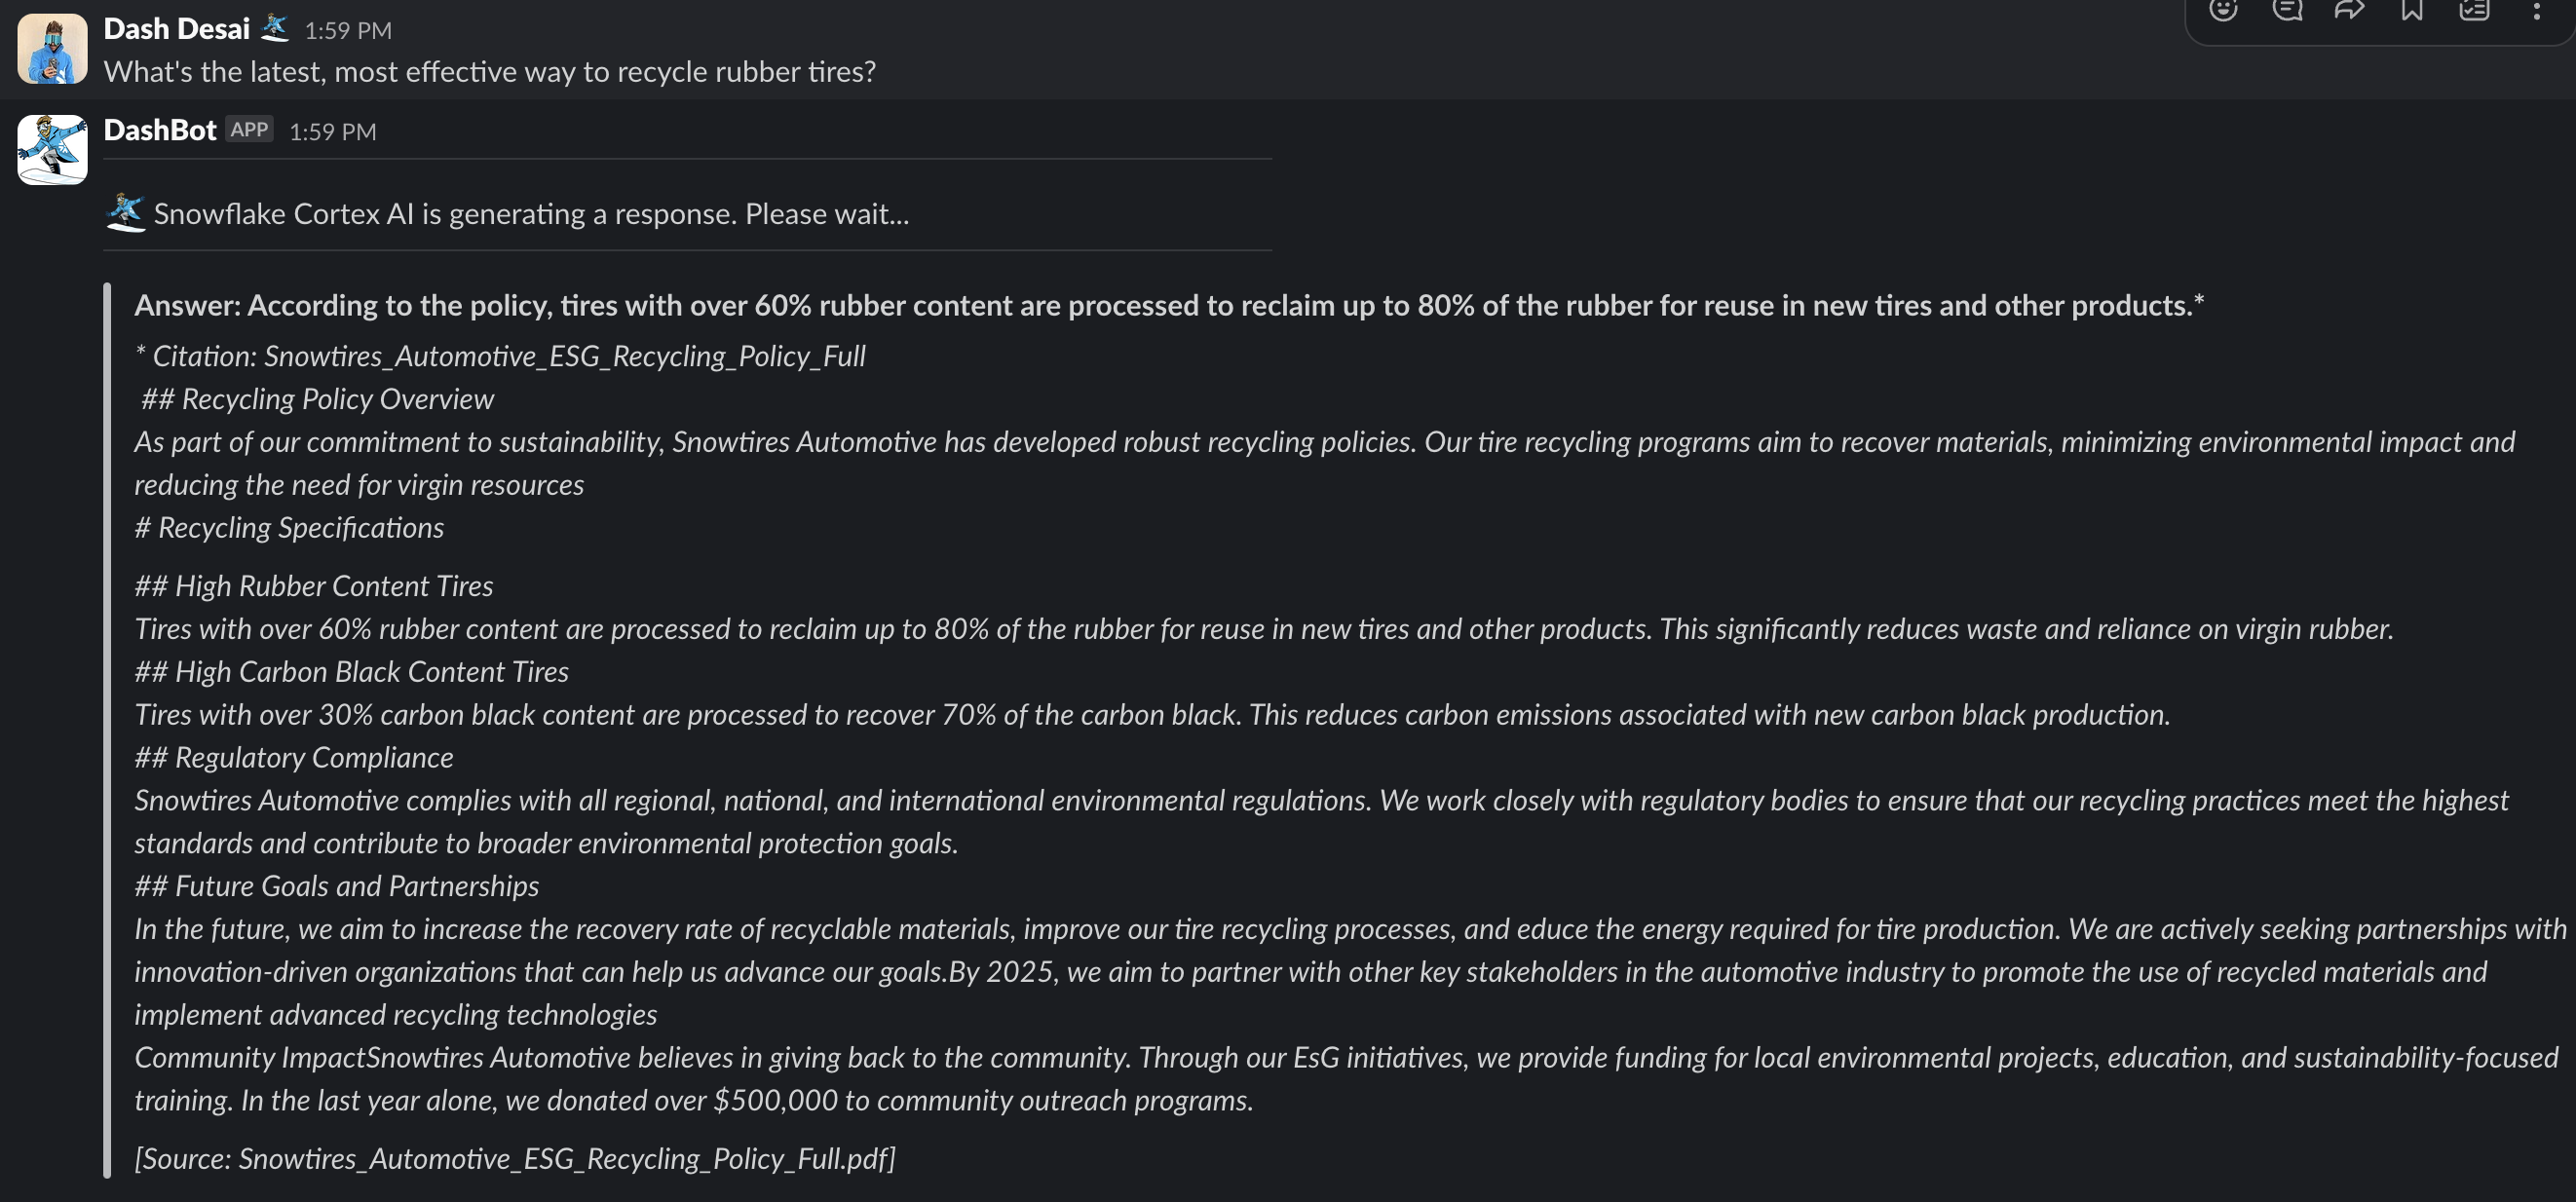 Dash Desai 1:59 PM
What's the latest, most effective way to recycle rubber tires?
DashBot APP 1:59 PM
Snowflake Cortex AI is generating a response. Please wait...
Answer: According to the policy, tires with over 60% rubber content are processed to reclaim up to 80% of the rubber for reuse in new tires and other products.*
* Citation: Snowtires_Automotive_ESG_Recycling_Policy_Full
## Recycling Policy Overview
As part of our commitment to sustainability, Snowtires Automotive has developed robust recycling policies. Our tire recycling programs aim to recover materials, minimizing environmental impact and
reducing the need for virgin resources
# Recycling Specifications
## High Rubber Content Tires
Tires with over 60% rubber content are processed to reclaim up to 80% of the rubber for reuse in new tires and other products. This significantly reduces waste and reliance on virgin rubber.
## High Carbon Black Content Tires
Tires with over 30% carbon black content are processed to recover 70% of the carbon black. This reduces carbon emissions associated with new carbon black production.
## Regulatory Compliance
Snowtires Automotive complies with all regional, national, and international environmental regulations. We work closely with regulatory bodies to ensure that our recycling practices meet the highest
standards and contribute to broader environmental protection goals.
## Future Goals and Partnerships
In the future, we aim to increase the recovery rate of recyclable materials, improve our tire recycling processes, and educe the energy required for tire production. We are actively seeking partnerships with
innovation-driven organizations that can help us advance our goals.By 2025, we aim to partner with other key stakeholders in the automotive industry to promote the use of recycled materials and
implement advanced recycling technologies
Community ImpactSnowtires Automotive believes in giving back to the community. Through our EsG initiatives, we provide funding for local environmental projects, education, and sustainability-focused
training. In the last year alone, we donated over $500,000 to community outreach programs.
[Source: Snowtires_Automotive_ESG_Recycling_Policy_Full.pdf]